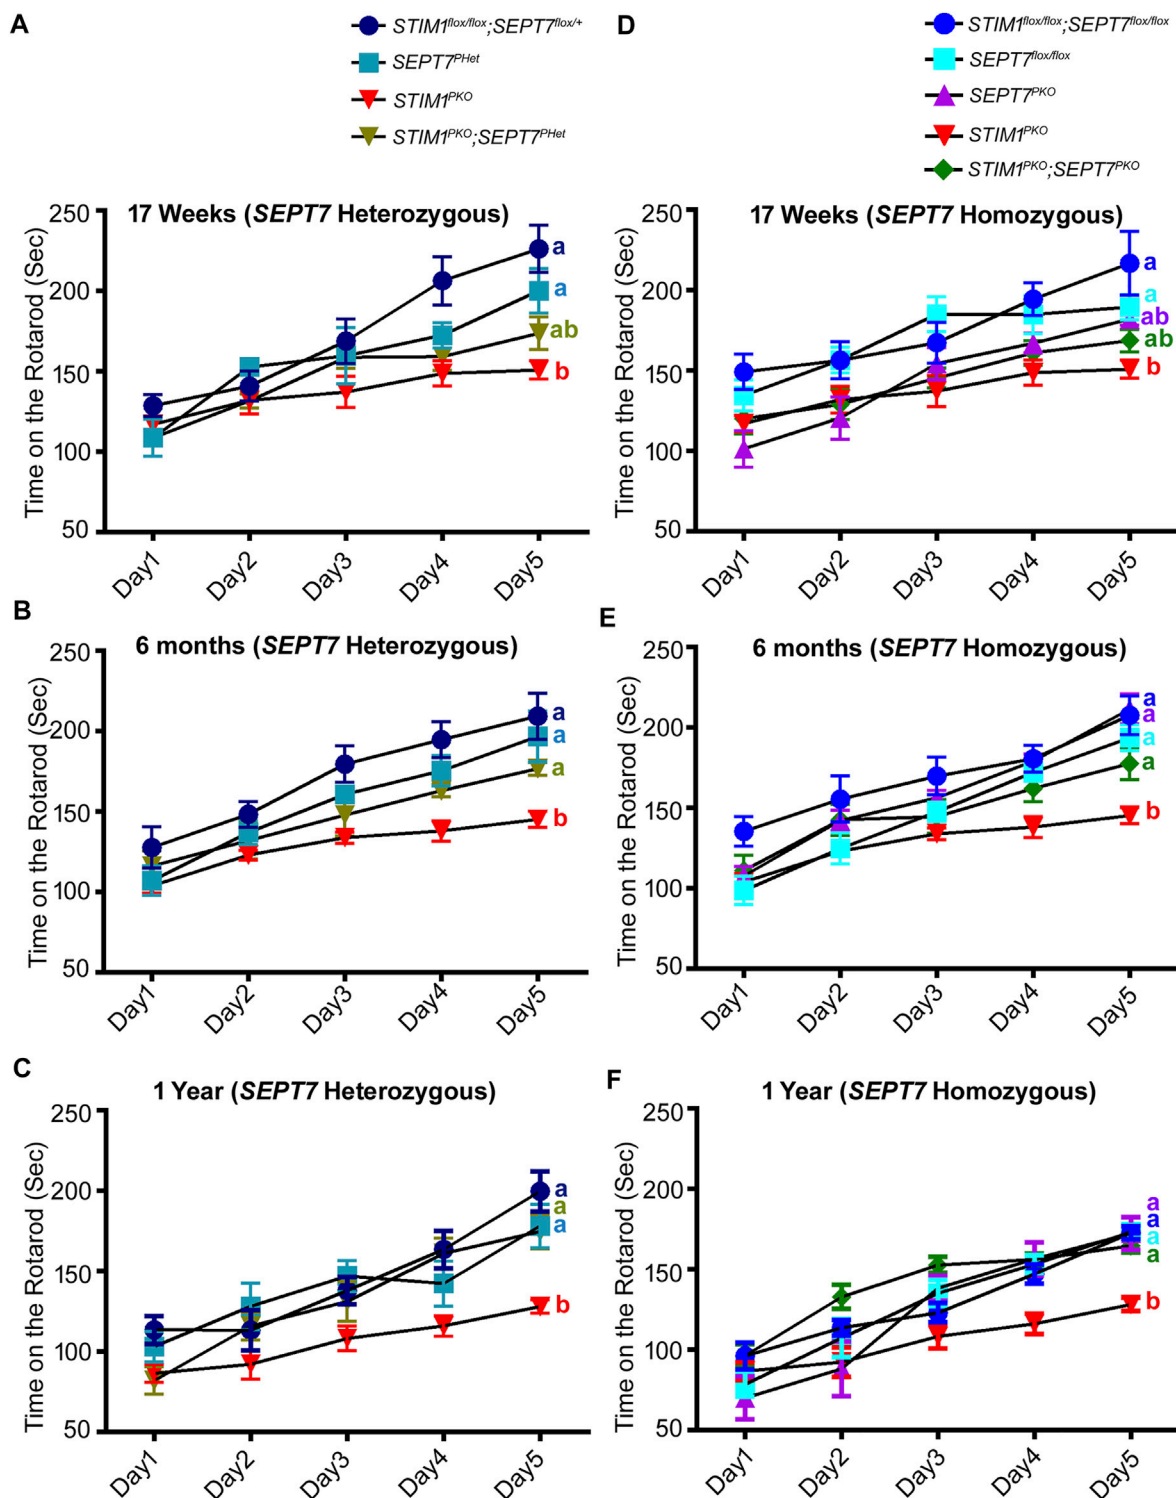 A
STIM1flox/flox;SEPT7flox/+
SEPT7PHet
STIM1PKO
STIM1PKO;SEPT7PHet
17 Weeks (SEPT7 Heterozygous)
Time on the Rotarod (Sec)
250
200
150
100
50
a
a
ab
b
Day1
Day2
Day3
Day4
Day5
B
6 months (SEPT7 Heterozygous)
Time on the Rotarod (Sec)
250
200
150
100
50
a
a
a
b
Day1
Day2
Day3
Day4
Day5
C
1 Year (SEPT7 Heterozygous)
Time on the Rotarod (Sec)
250
200
150
100
50
a
a
a
b
Day1
Day2
Day3
Day4
Day5
D
STIM1flox/flox;SEPT7flox/flox
SEPT7flox/flox
SEPT7PKO
STIM1PKO
STIM1PKO;SEPT7PKO
17 Weeks (SEPT7 Homozygous)
Time on the Rotarod (Sec)
250
200
150
100
50
a
a
ab
ab
b
Day1
Day2
Day3
Day4
Day5
E
6 months (SEPT7 Homozygous)
Time on the Rotarod (Sec)
250
200
150
100
50
a
a
a
a
b
Day1
Day2
Day3
Day4
Day5
F
1 Year (SEPT7 Homozygous)
Time on the Rotarod (Sec)
250
200
150
100
50
a
a
a
a
b
Day1
Day2
Day3
Day4
Day5